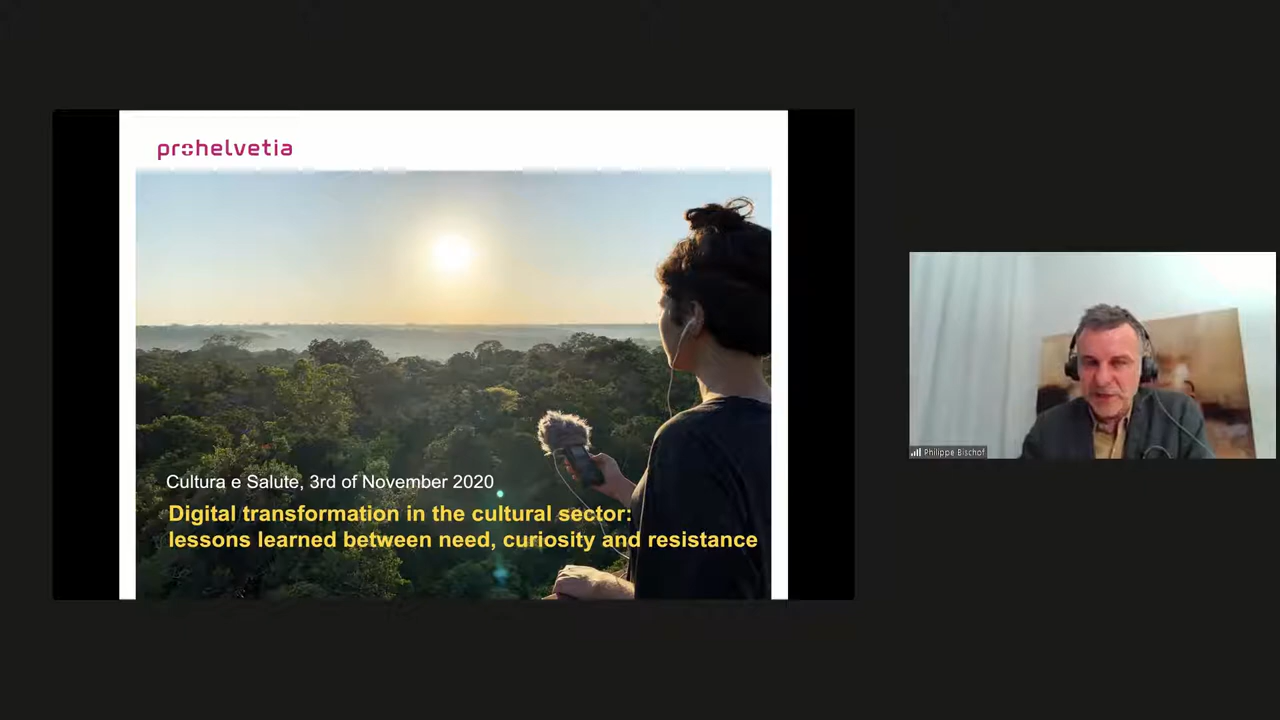 prohelvetia
Cultura e Salute, 3rd of November 2020
Digital transformation in the cultural sector:
lessons learned between need, curiosity and resistance
Philippe Bischof